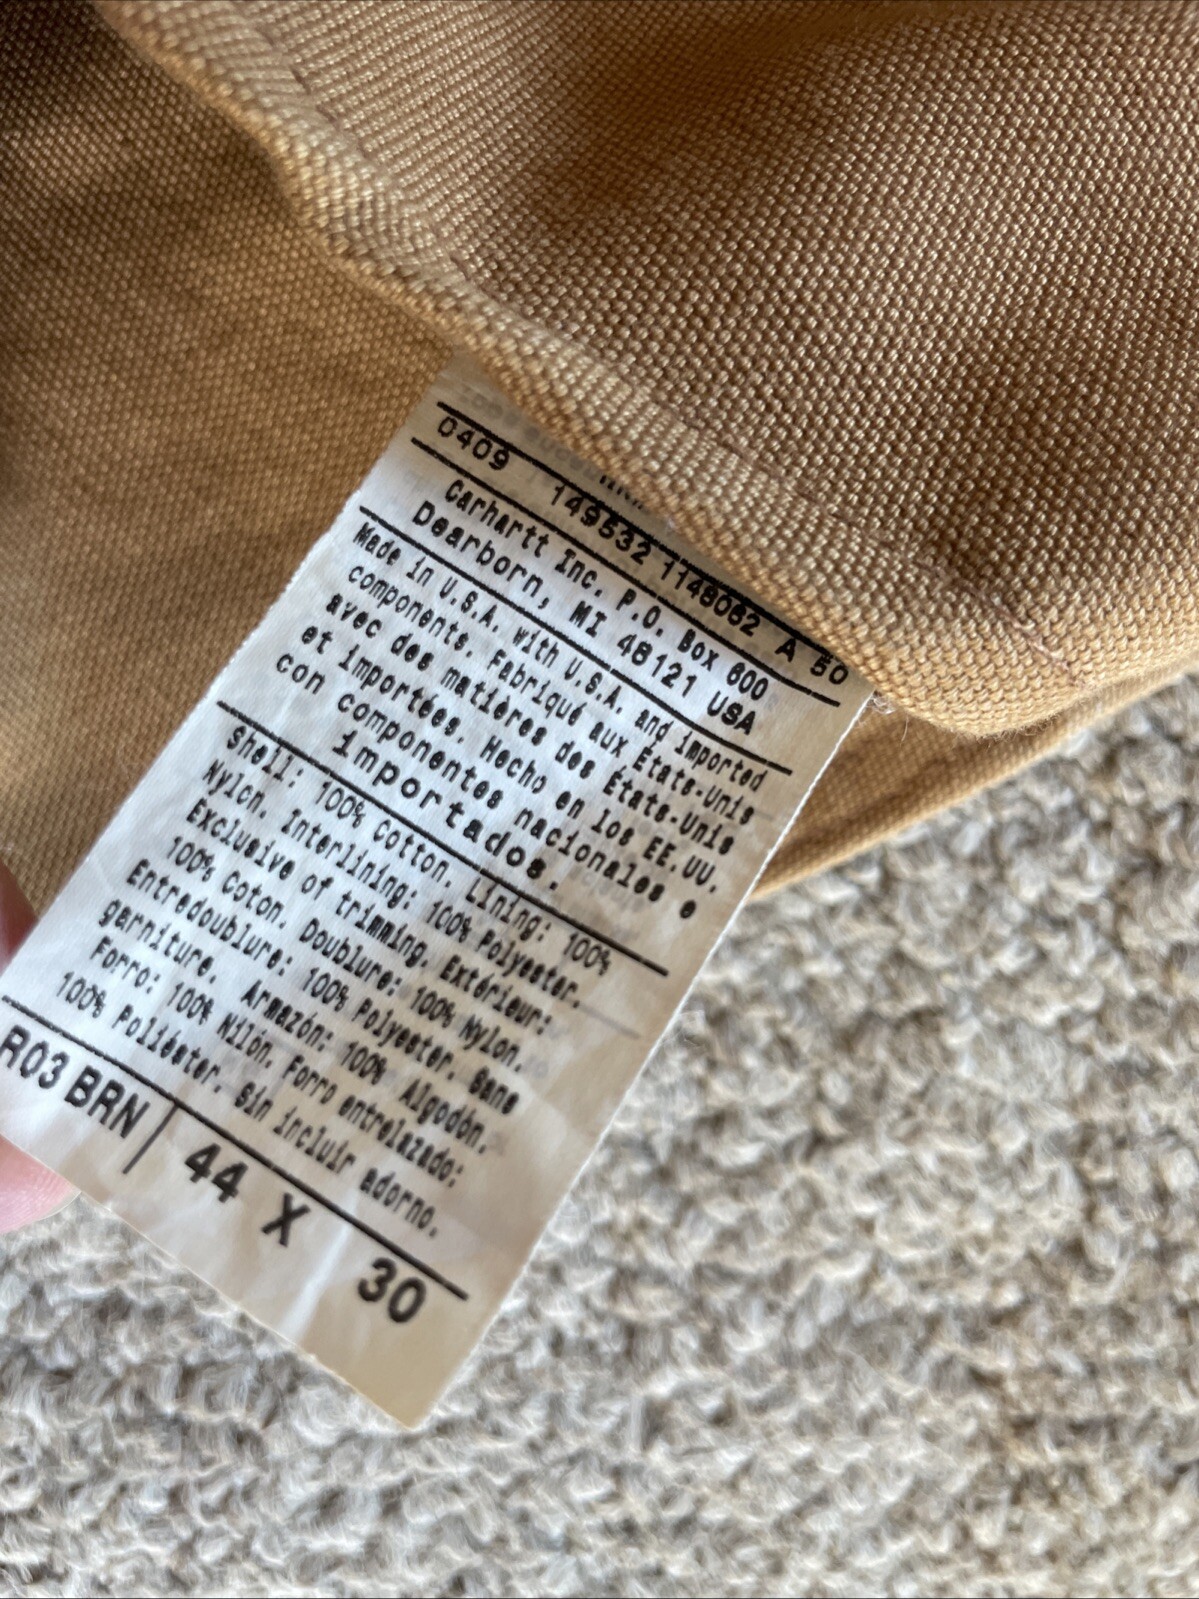 0409 149532 1148082 A 50
Carhartt Inc. P.O. Box 600
Dearborn, MI 48121 USA
Made in U.S.A. with U.S.A. and imported
components. Fabriqué aux États-Unis
avec des matières des États-Unis
et importées. Hecho en los EE.UU.
con componentes nacionales e
importados.
Shell: 100% Cotton. Lining: 100%
Nylon. Interlining: 100% Polyester.
Exclusive of trimming. Extérieur:
100% Coton. Doublure: 100% Nylon.
Entredoublure: 100% Polyester. Sans
garniture. Armazón: 100% Algodón.
Forro: 100% Nilón. Forro entrelazado:
100% Poliéster. Sin incluir adorno.
R03 BRN 44 X 30